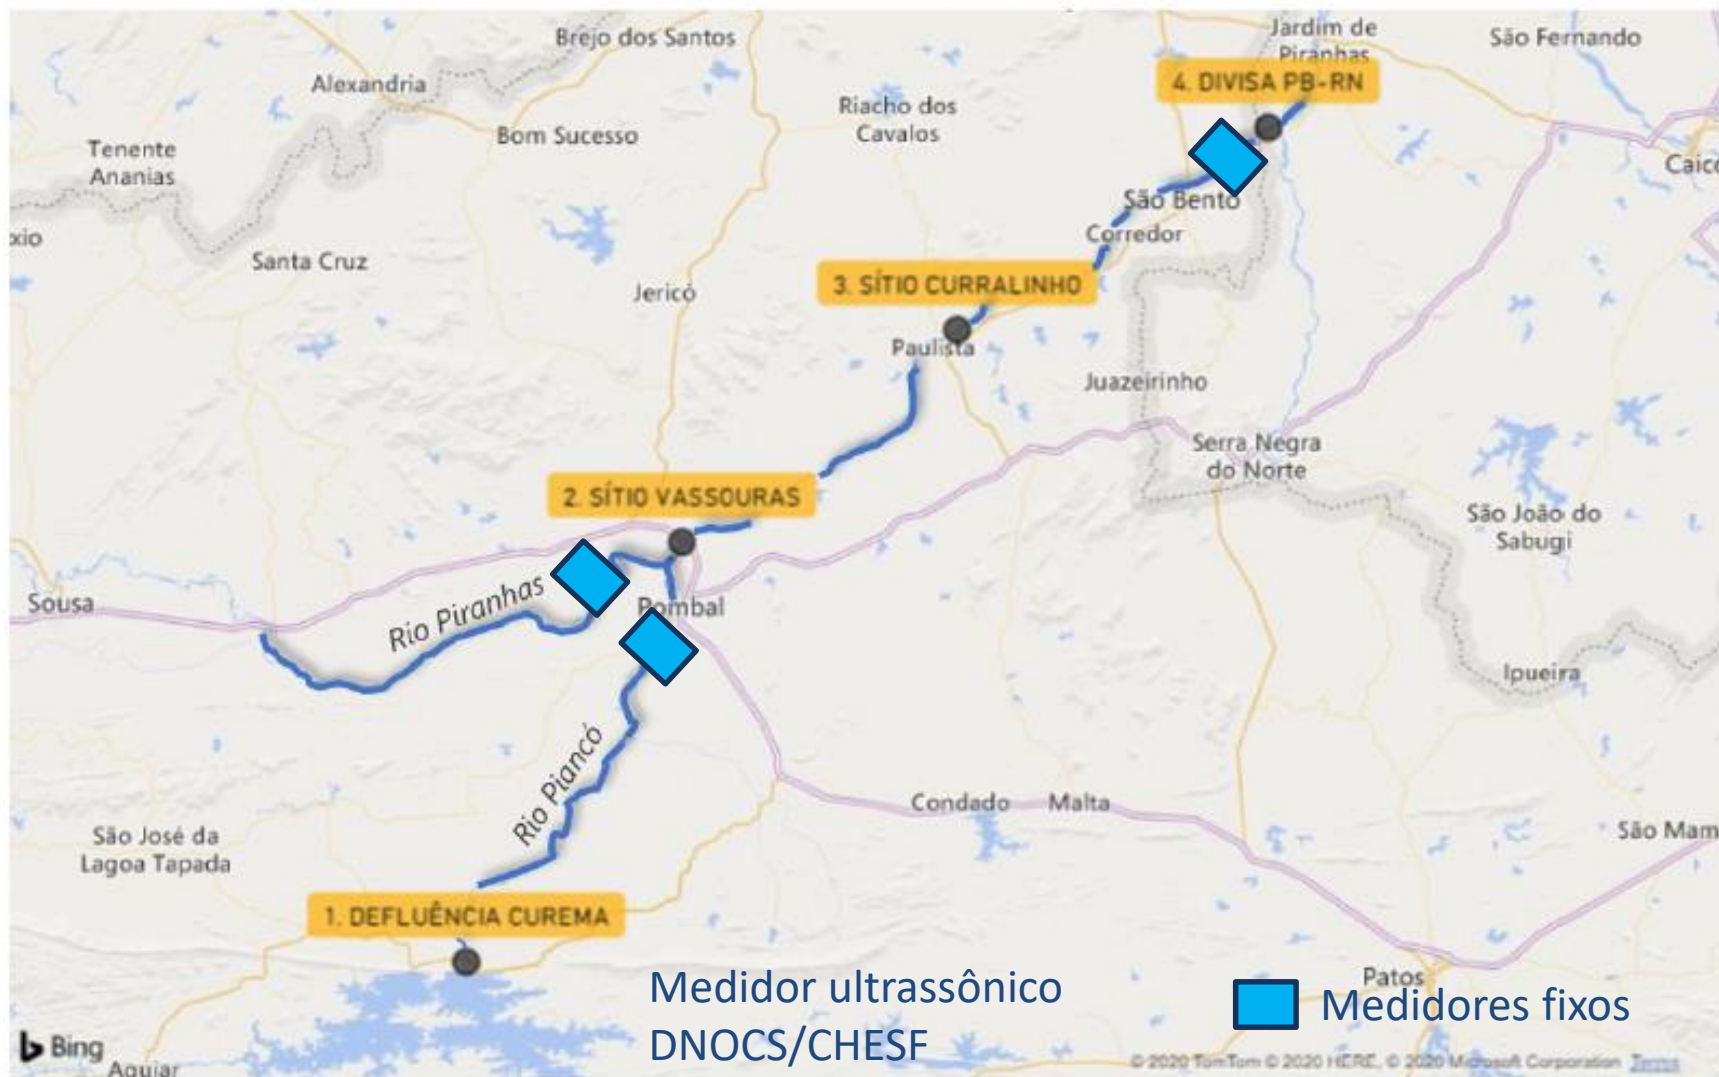 Brejo dos Santos
Jardim de
Piranhas
São Fernando
Alexandria
4. DIVISA PB-RN
Riacho dos
Cavalos
Bom Sucesso
Tenente
Ananias
Caicó
São Bento
xio
Corredor
Santa Cruz
3. SÍTIO CURRALINHO
Jericó
Paulista
Juazeirinho
Serra Negra
do Norte
2. SÍTIO VASSOURAS
São João do
Sabugi
Sousa
Rio Piranhas
Pombal
Ipueira
Rio Piancó
Condado
Malta
São José da
Lagoa Tapada
São Mam
1. DEFLUÊNCIA CUREMA
Patos
Medidor ultrassônico
DNOCS/CHESF
Medidores fixos
Bing
Aguiar
© 2020 TomTom © 2020 HERE, © 2020 Microsoft Corporation Terms